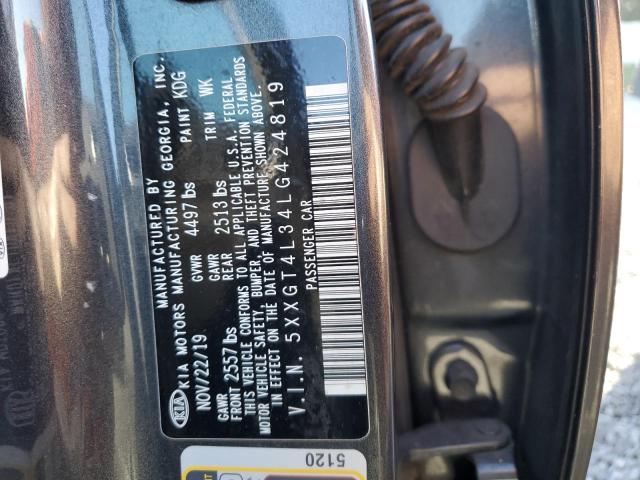 KIA
MANUFACTURED BY
KIA MOTORS MANUFACTURING GEORGIA, INC.
NOV/22/19 GVWR 4497 lbs PAINT KDG
GAWR GAWR
FRONT 2557 lbs REAR 2513 lbs TRIM WK
THIS VEHICLE CONFORMS TO ALL APPLICABLE U.S.A. FEDERAL
MOTOR VEHICLE SAFETY, BUMPER, AND THEFT PREVENTION STANDARDS
IN EFFECT ON THE DATE OF MANUFACTURE SHOWN ABOVE.
V.I.N. 5XXGT4L34LG424819
PASSENGER CAR
5120